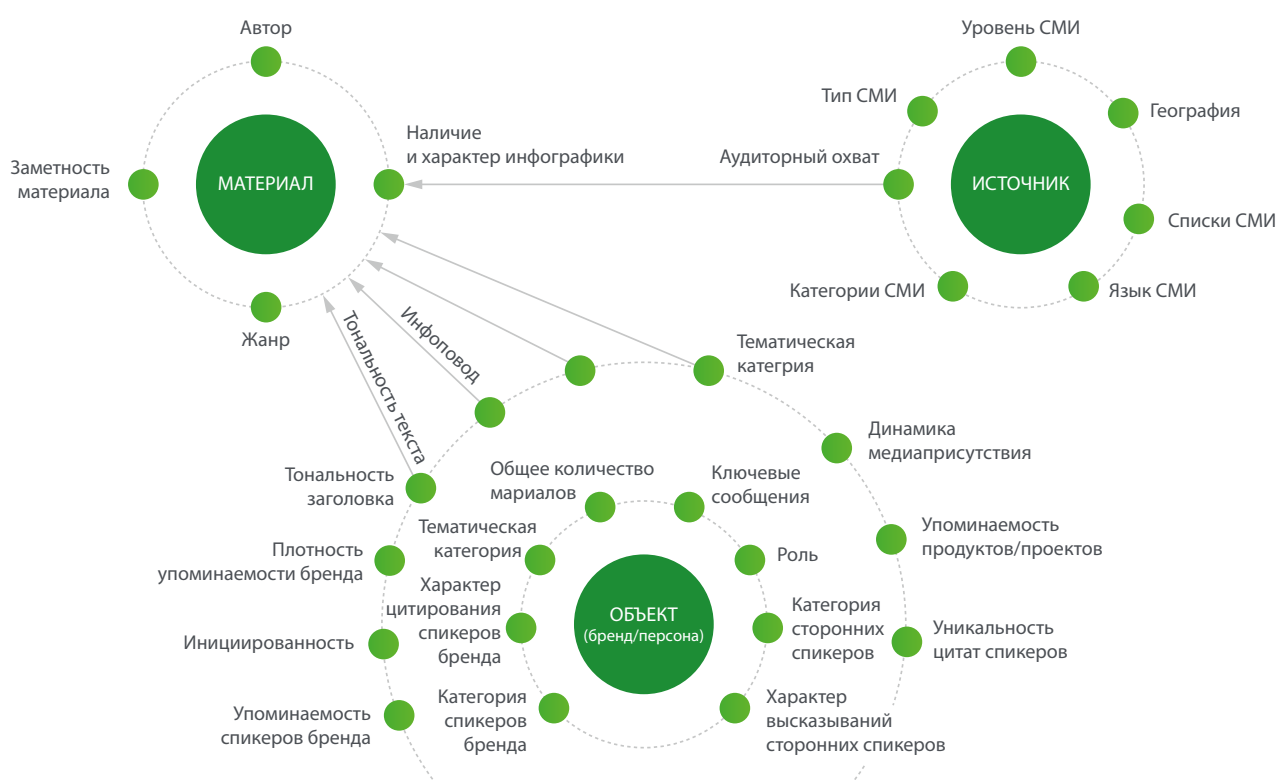 Автор
Заметность
материала
МАТЕРИАЛ
Наличие
и характер инфографики
Жанр
Уровень СМИ
Тип СМИ
География
Аудиторный охват
ИСТОЧНИК
Списки СМИ
Категории СМИ
Язык СМИ
Тональность текста
Инфоповод
Тематическая
категрия
Динамика
медиаприсутствия
Тональность
заголовка
Общее количество
мариалов
Ключевые
сообщения
Плотность
упоминаемости бренда
Тематическая
категория
Роль
Упоминаемость
продуктов/проектов
Характер
цитирования
спикеров
бренда
ОБЪЕКТ
(бренд/персона)
Категория
сторонних
спикеров
Инициированность
Уникальность
цитат спикеров
Упоминаемость
спикеров бренда
Категория
спикеров
бренда
Характер
высказываний
сторонних спикеров